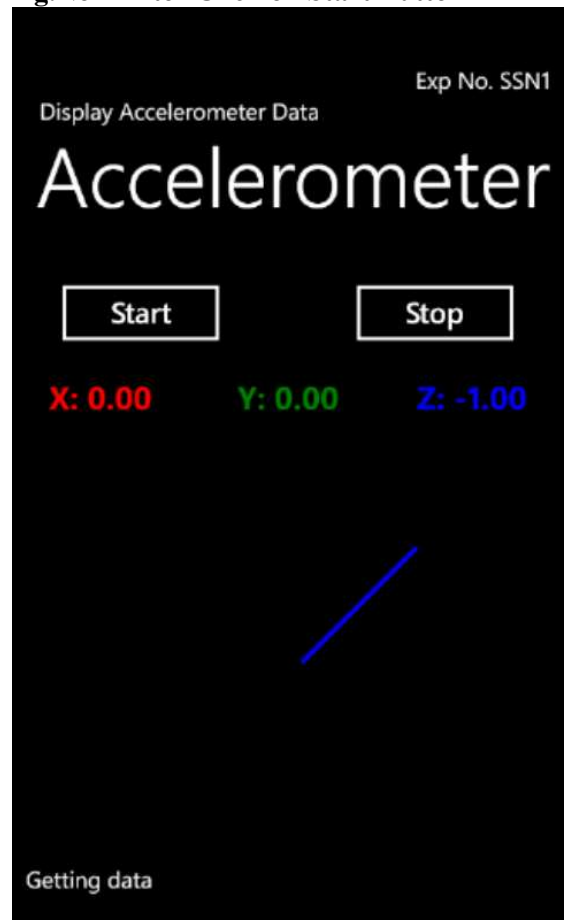 Exp No. SSN1
Display Accelerometer Data
Accelerometer
Start Stop
X: 0.00 Y: 0.00 Z: -1.00
Getting data